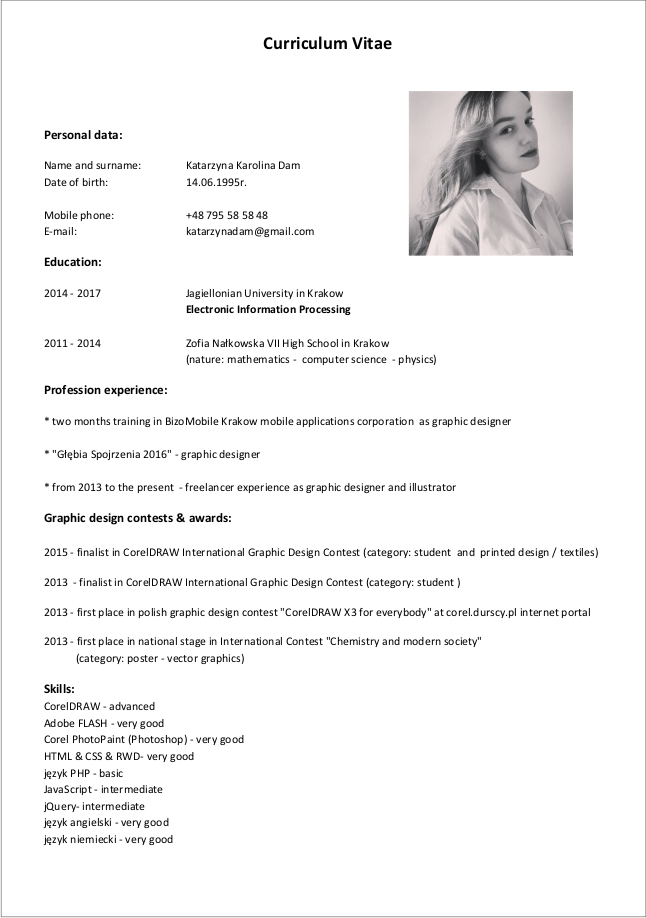 Curriculum Vitae
Personal data:
Name and surname: Katarzyna Karolina Dam
Date of birth: 14.06.1995r.
Mobile phone: +48 795 58 58 48
E-mail: katarzynadam@gmail.com
Education:
2014 - 2017 Jagiellonian University in Krakow
Electronic Information Processing
2011 - 2014 Zofia Nałkowska VII High School in Krakow
(nature: mathematics - computer science - physics)
Profession experience:
* two months training in BizoMobile Krakow mobile applications corporation as graphic designer
* "Głębia Spojrzenia 2016" - graphic designer
* from 2013 to the present - freelancer experience as graphic designer and illustrator
Graphic design contests & awards:
2015 - finalist in CorelDRAW International Graphic Design Contest (category: student and printed design / textiles)
2013 - finalist in CorelDRAW International Graphic Design Contest (category: student )
2013 - first place in polish graphic design contest "CorelDRAW X3 for everybody" at corel.durscy.pl internet portal
2013 - first place in national stage in International Contest "Chemistry and modern society"
(category: poster - vector graphics)
Skills:
CorelDRAW - advanced
Adobe FLASH - very good
Corel PhotoPaint (Photoshop) - very good
HTML & CSS & RWD- very good
język PHP - basic
JavaScript - intermediate
jQuery- intermediate
język angielski - very good
język niemiecki - very good